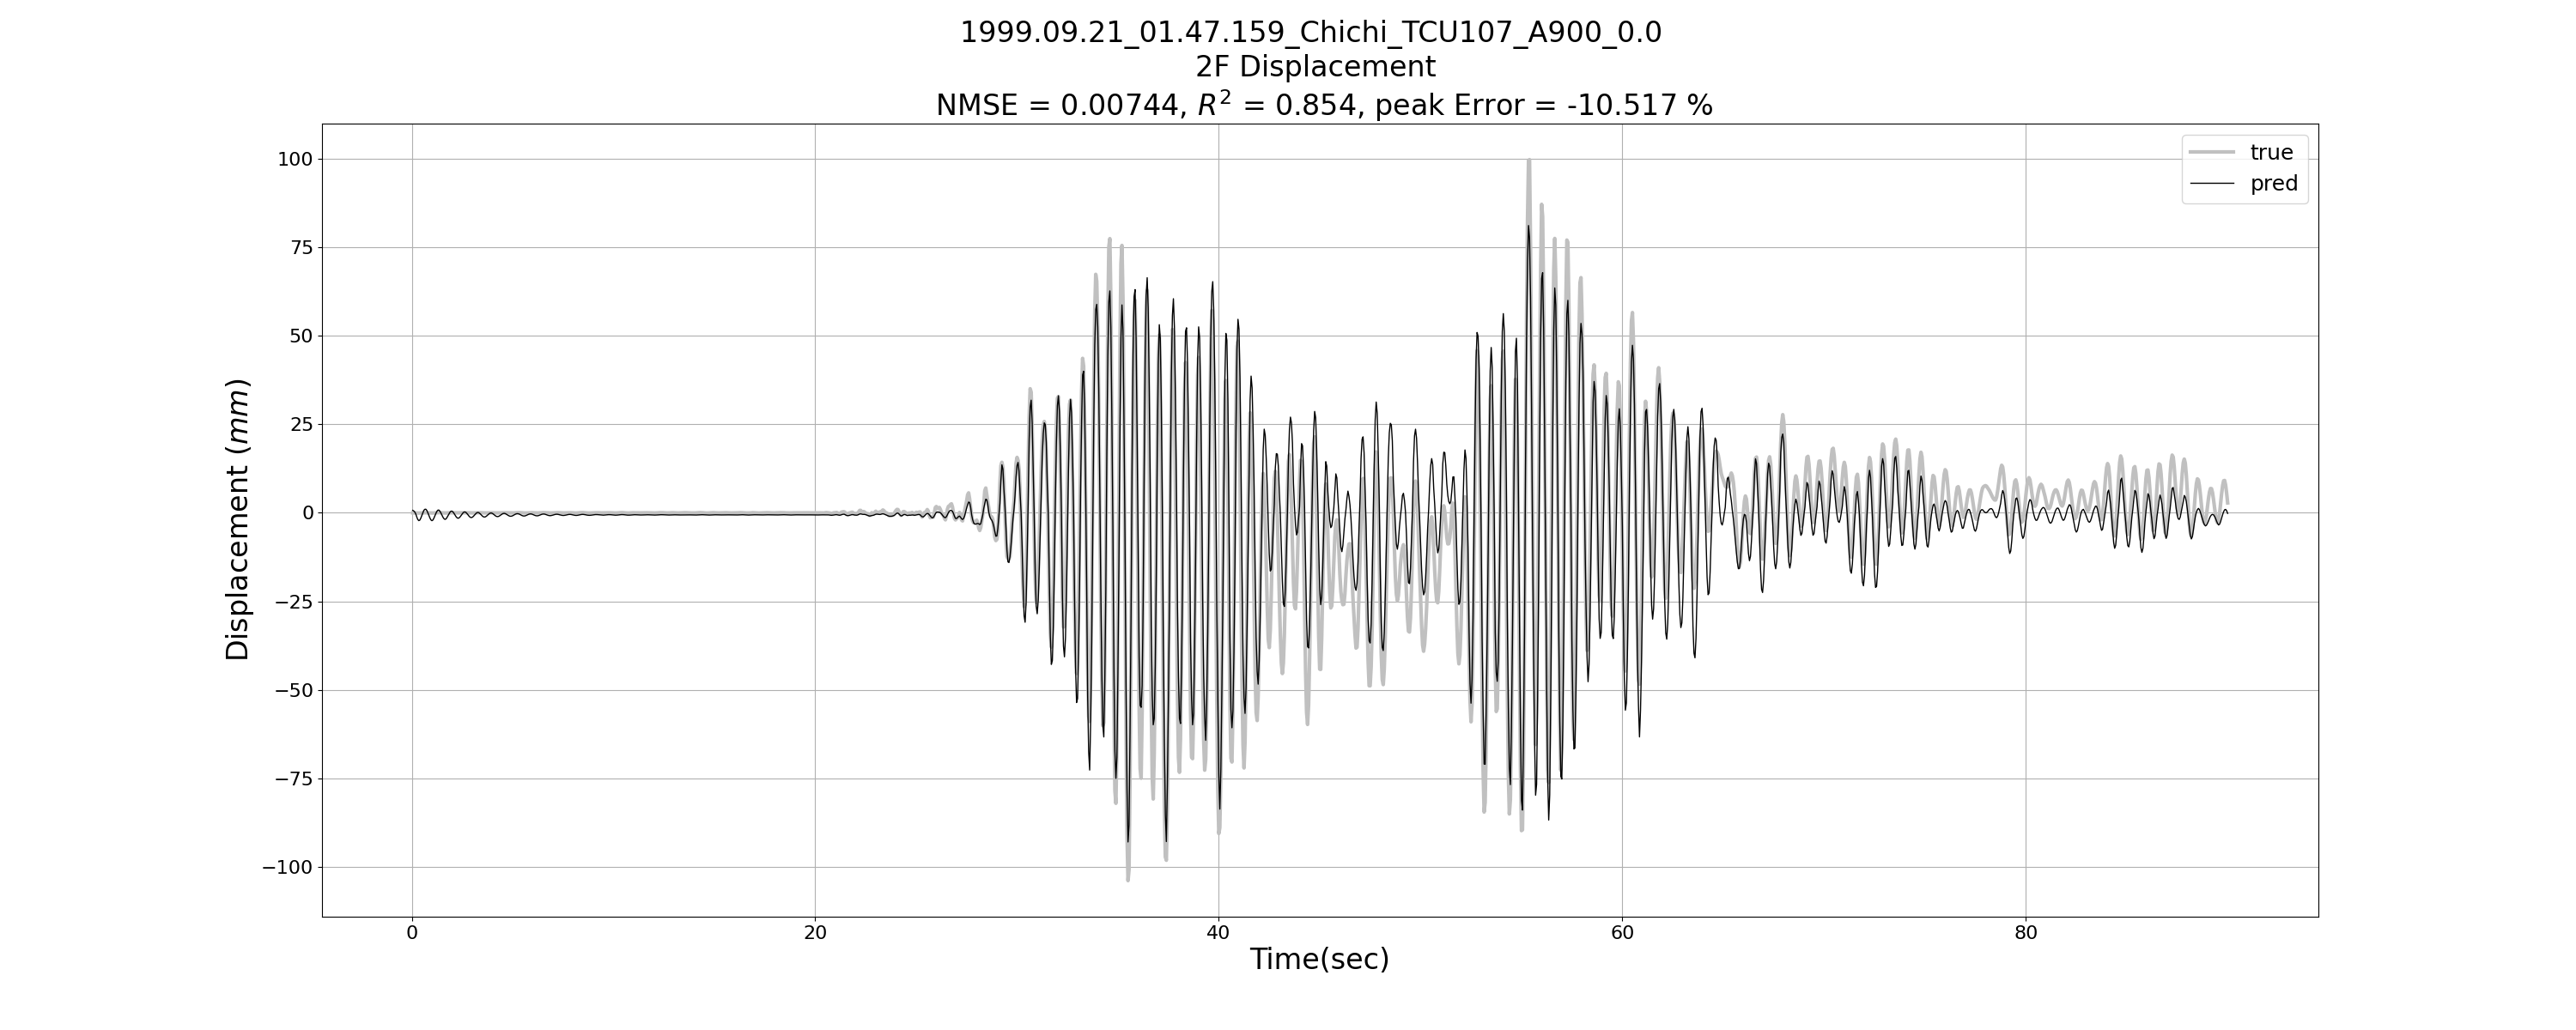 1999.09.21_01.47.159_Chichi_TCU107_A900_0.0
2F Displacement
NMSE = 0.00744, R² = 0.854, peak Error = -10.517 %
true
pred
100
75
50
25
0
−25
−50
−75
−100
Displacement (mm)
0 20 40 60 80
Time(sec)